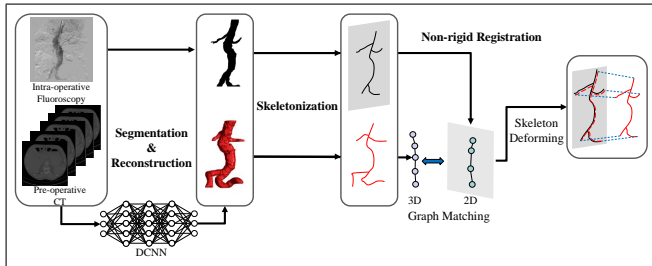 Intra-operative
Fluoroscopy
Pre-operative
CT
Segmentation
&
Reconstruction
DCNN
Skeletonization
Non-rigid Registration
3D
2D
Graph Matching
Skeleton
Deforming